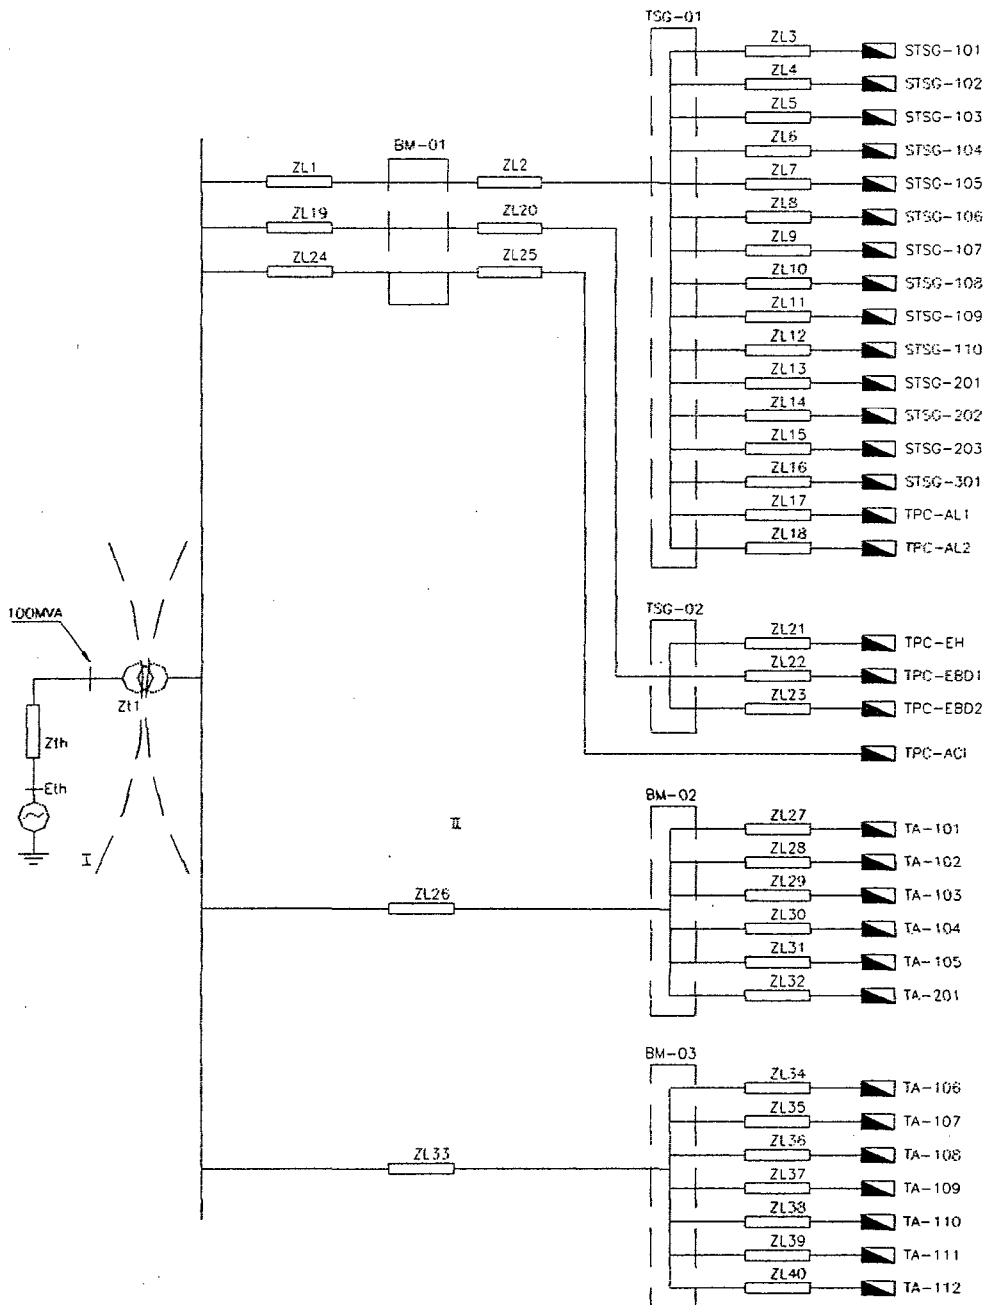 TSG-01
ZL3 STSG-101
ZL4 STSG-102
ZL5 STSG-103
ZL6 STSG-104
BM-01
ZL1 ZL2 ZL7 STSG-105
ZL8 STSG-106
ZL19 ZL20
ZL9 STSG-107
ZL24 ZL25
ZL10 STSG-108
ZL11 STSG-109
ZL12 STSG-110
ZL13 STSG-201
ZL14 STSG-202
ZL15 STSG-203
ZL16 STSG-301
ZL17 TPC-AL1
ZL18 TPC-AL2
100MVA
TSG-02
ZL21 TPC-EH
ZL22 TPC-EBD1
Zt1
ZL23 TPC-EBD2
Zth
TPC-ACI
Eth
BM-02
II
ZL27 TA-101
I
ZL28 TA-102
ZL26
ZL29 TA-103
ZL30 TA-104
ZL31 TA-105
ZL32 TA-201
BM-03
ZL34 TA-106
ZL35 TA-107
ZL33
ZL36 TA-108
ZL37 TA-109
ZL38 TA-110
ZL39 TA-111
ZL40 TA-112